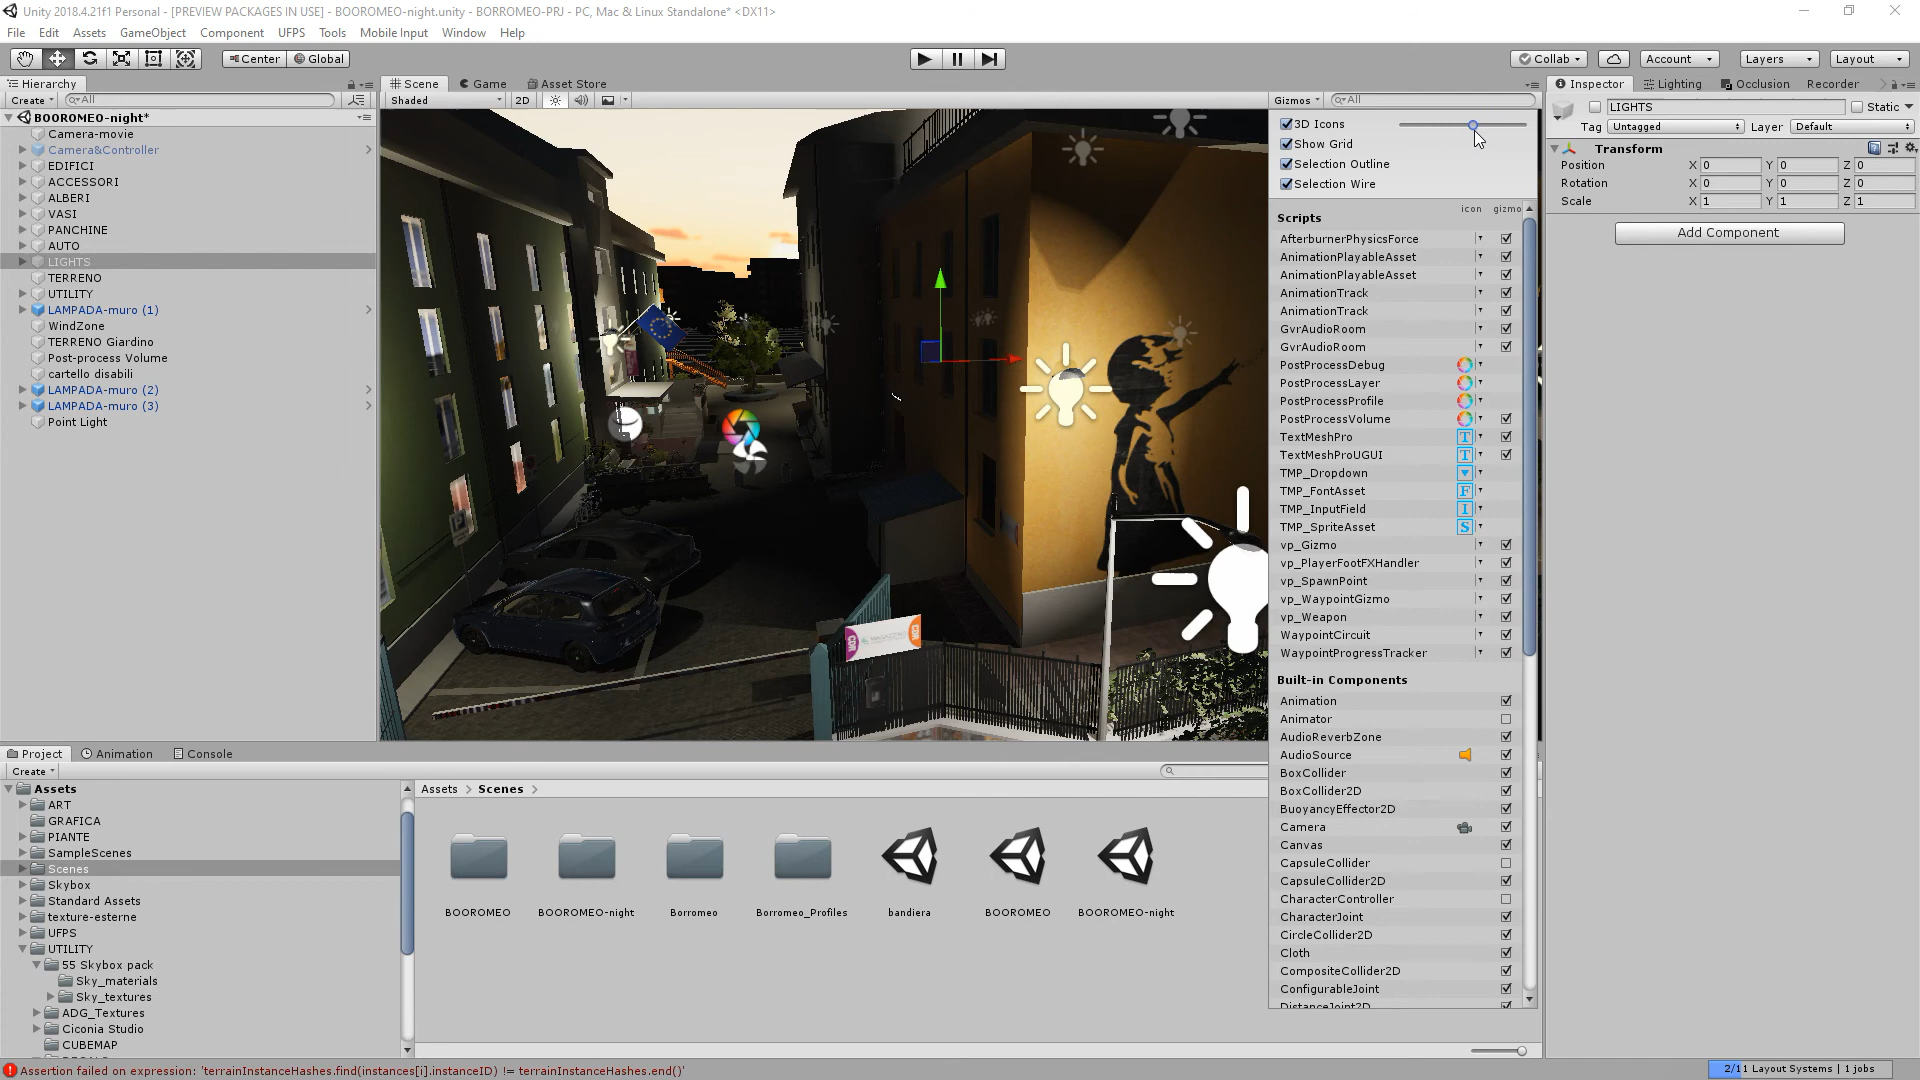 Unity 2018.4.21f1 Personal - [PREVIEW PACKAGES IN USE] - BOOROMEO-night.unity - BORROMEO-PRJ - PC, Mac & Linux Standalone* <DX11>
File Edit Assets GameObject Component UFPS Tools Mobile Input Window Help
Center Global Collab Account Layers Layout
Hierarchy
Create All
BOOROMEO-night*
Camera-movie
Camera&Controller
EDIFICI
ACCESSORI
ALBERI
VASI
PANCHINE
AUTO
LIGHTS
TERRENO
UTILITY
LAMPADA-muro (1)
WindZone
TERRENO Giardino
Post-process Volume
cartello disabili
LAMPADA-muro (2)
LAMPADA-muro (3)
Point Light
Scene Game Asset Store
Shaded 2D Gizmos All
3D Icons
Show Grid
Selection Outline
Selection Wire
icon gizmo
Scripts
AfterburnerPhysicsForce
AnimationPlayableAsset
AnimationPlayableAsset
AnimationTrack
AnimationTrack
GvrAudioRoom
GvrAudioRoom
PostProcessDebug
PostProcessLayer
PostProcessProfile
PostProcessVolume
TextMeshPro T
TextMeshProUGUI T
TMP_Dropdown
TMP_FontAsset F
TMP_InputField I
TMP_SpriteAsset S
vp_Gizmo
vp_PlayerFootFXHandler
vp_SpawnPoint
vp_WaypointGizmo
vp_Weapon
WaypointCircuit
WaypointProgressTracker
Built-in Components
Animation
Animator
AudioReverbZone
AudioSource
BoxCollider
BoxCollider2D
BuoyancyEffector2D
Camera
Canvas
CapsuleCollider
CapsuleCollider2D
CharacterController
CharacterJoint
CircleCollider2D
Cloth
CompositeCollider2D
ConfigurableJoint
DistanceJoint2D
Inspector Lighting Occlusion Recorder
LIGHTS Static
Tag Untagged Layer Default
Transform
Position X 0 Y 0 Z 0
Rotation X 0 Y 0 Z 0
Scale X 1 Y 1 Z 1
Add Component
P
CDR CDR
Project Animation Console
Create
Assets
ART
GRAFICA
PIANTE
SampleScenes
Scenes
Skybox
Standard Assets
texture-esterne
UFPS
UTILITY
55 Skybox pack
Sky_materials
Sky_textures
ADG_Textures
Ciconia Studio
CUBEMAP
Assets > Scenes >
BOOROMEO
BOOROMEO-night
Borromeo
Borromeo_Profiles
bandiera
BOOROMEO
BOOROMEO-night
Assertion failed on expression: 'terrainInstanceHashes.find(instances[i].instanceID) != terrainInstanceHashes.end()'
2/11 Layout Systems | 1 jobs